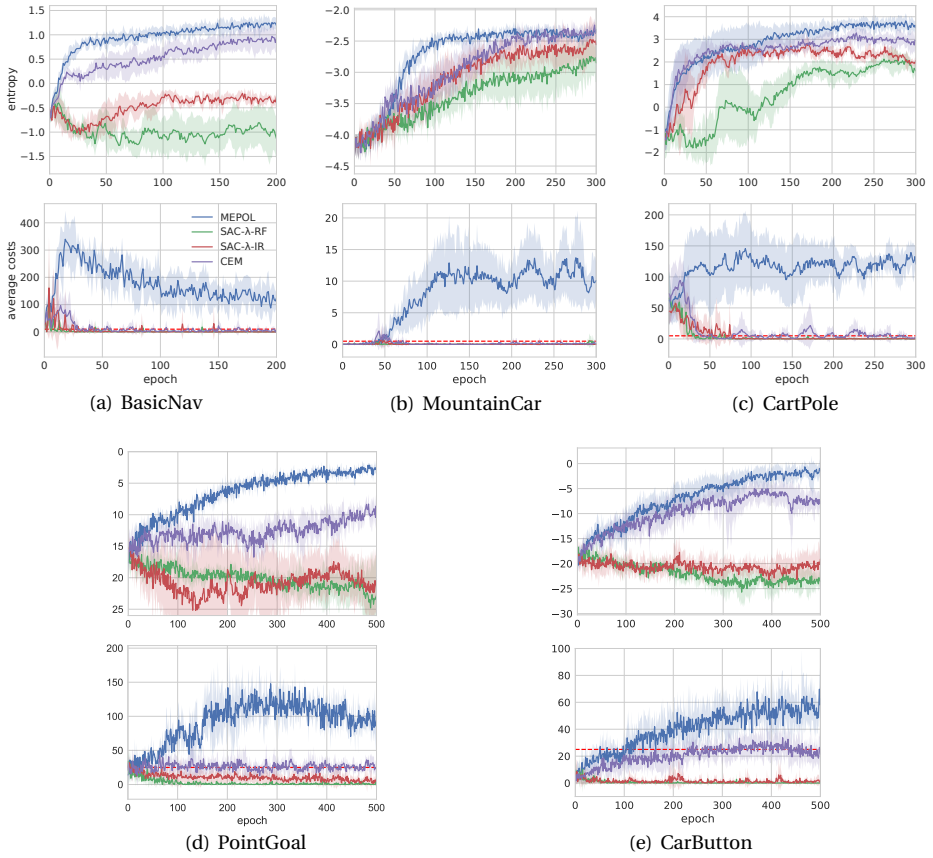 1.5
1.0
0.5
0.0
−0.5
−1.0
−1.5
entropy
0 50 100 150 200
−2.0
−2.5
−3.0
−3.5
−4.0
−4.5
0 50 100 150 200 250 300
4
3
2
1
0
−1
−2
0 50 100 150 200 250 300
400
300
200
100
0
average costs
MEPOL
SAC-λ-RF
SAC-λ-IR
CEM
0 50 100 150 200
epoch
20
15
10
5
0
0 50 100 150 200 250 300
epoch
200
150
100
50
0
0 50 100 150 200 250 300
epoch
(a) BasicNav
(b) MountainCar
(c) CartPole
0
5
10
15
20
25
0 100 200 300 400 500
0
−5
−10
−15
−20
−25
−30
0 100 200 300 400 500
200
150
100
50
0
0 100 200 300 400 500
epoch
100
80
60
40
20
0
0 100 200 300 400 500
epoch
(d) PointGoal
(e) CarButton